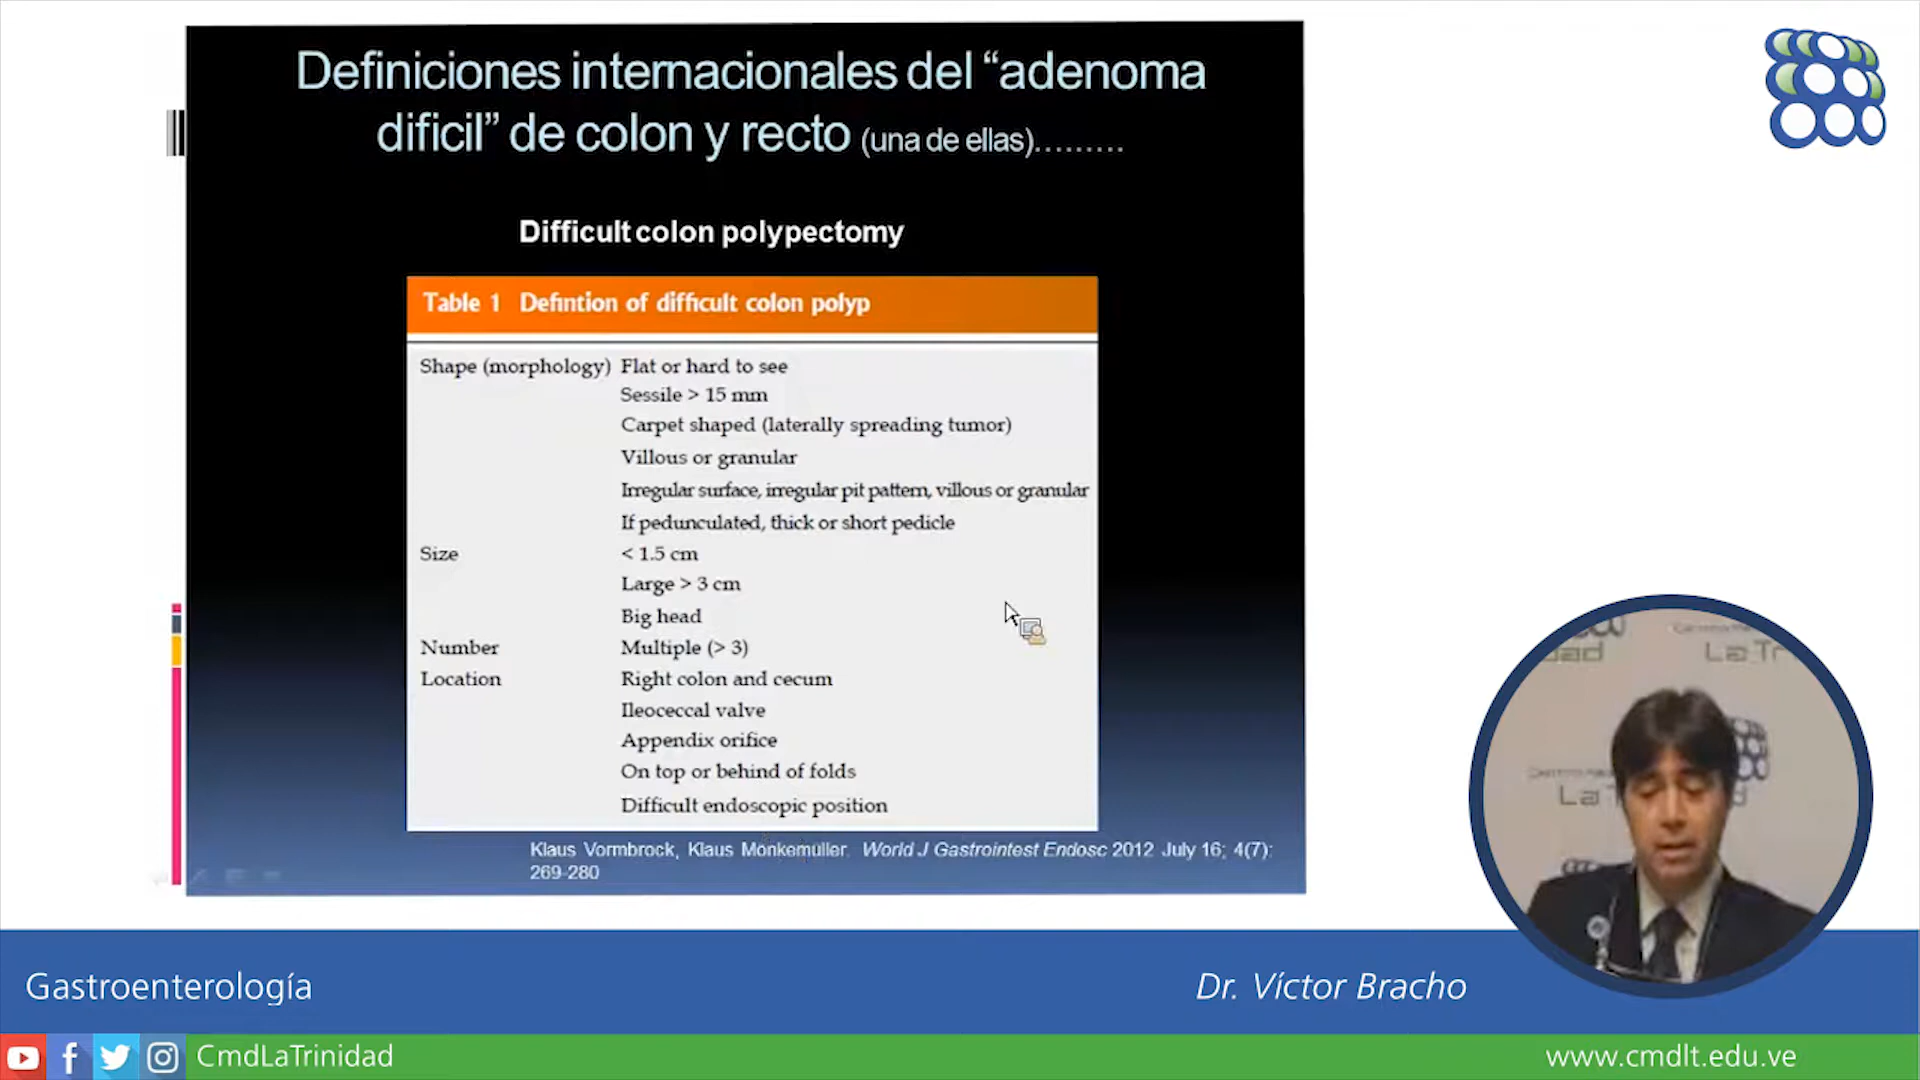 Definiciones internacionales del “adenoma
dificil” de colon y recto (una de ellas).........
Difficult colon polypectomy
Table 1 Defintion of difficult colon polyp
Shape (morphology) Flat or hard to see
Sessile > 15 mm
Carpet shaped (laterally spreading tumor)
Villous or granular
Irregular surface, irregular pit pattern, villous or granular
If pedunculated, thick or short pedicle
Size < 1.5 cm
Large > 3 cm
Big head
Number Multiple (> 3)
Location Right colon and cecum
Ileoceccal valve
Appendix orifice
On top or behind of folds
Difficult endoscopic position
Klaus Vormbrock, Klaus Monkemüller. World J Gastrointest Endosc 2012 July 16; 4(7):
269-280
La Tri
La
Gastroenterología
Dr. Víctor Bracho
CmdLaTrinidad
www.cmdlt.edu.ve